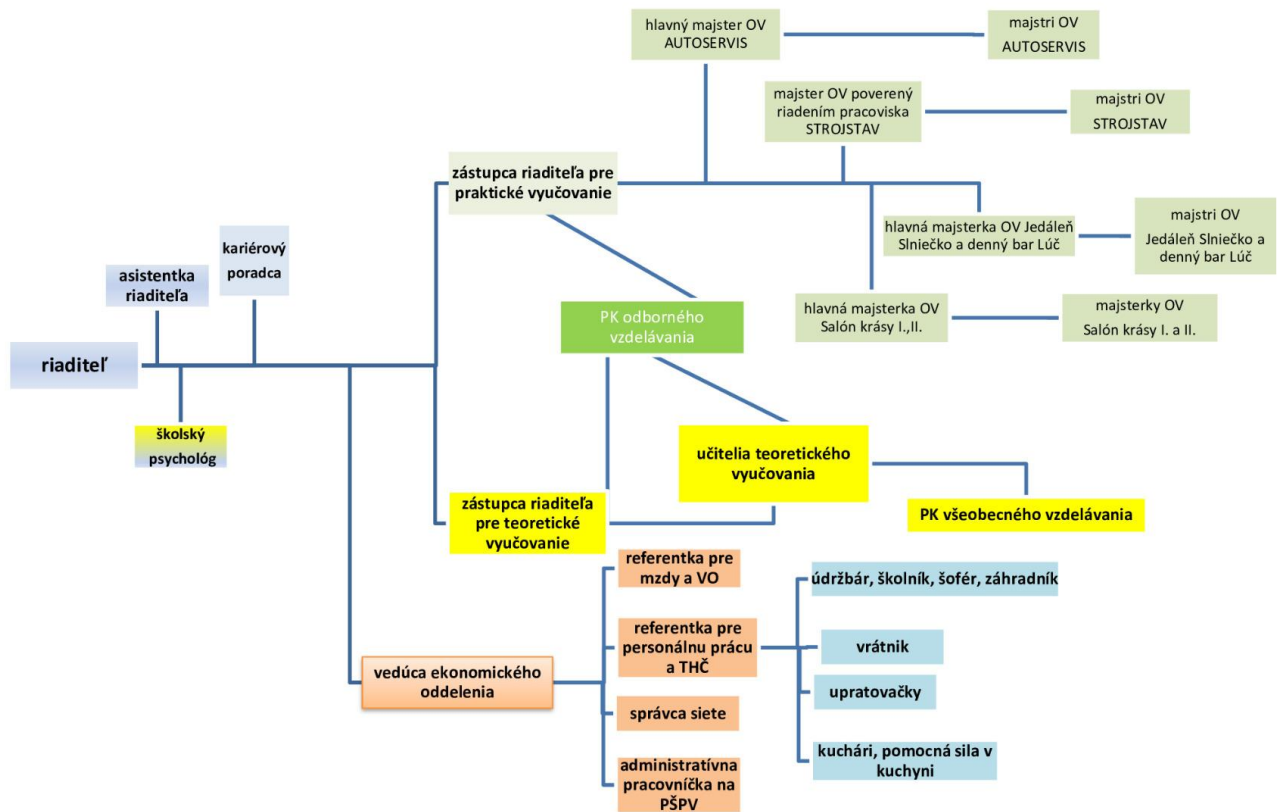 hlavný majster OV
AUTOSERVIS
majstri OV
AUTOSERVIS
majster OV poverený
riadením pracoviska
STROJSTAV
majstri OV
STROJSTAV
zástupca riaditeľa pre
praktické vyučovanie
hlavná majsterka OV Jedáleň
Slniečko a denný bar Lúč
majstri OV
Jedáleň Slniečko a
denný bar Lúč
kariérový
poradca
asistentka
riaditeľa
hlavná majsterka OV
Salón krásy I.,II.
majsterky OV
Salón krásy I. a II.
PK odborného
vzdelávania
riaditeľ
školský
psychológ
učitelia teoretického
vyučovania
zástupca riaditeľa
pre teoretické
vyučovanie
PK všeobecného vzdelávania
referentka pre
mzdy a VO
údržbár, školník, šofér, záhradník
referentka pre
personálnu prácu
a THČ
vrátnik
vedúca ekonomického
oddelenia
upratovačky
správca siete
kuchári, pomocná sila v
kuchyni
administratívna
pracovníčka na
PŠPV